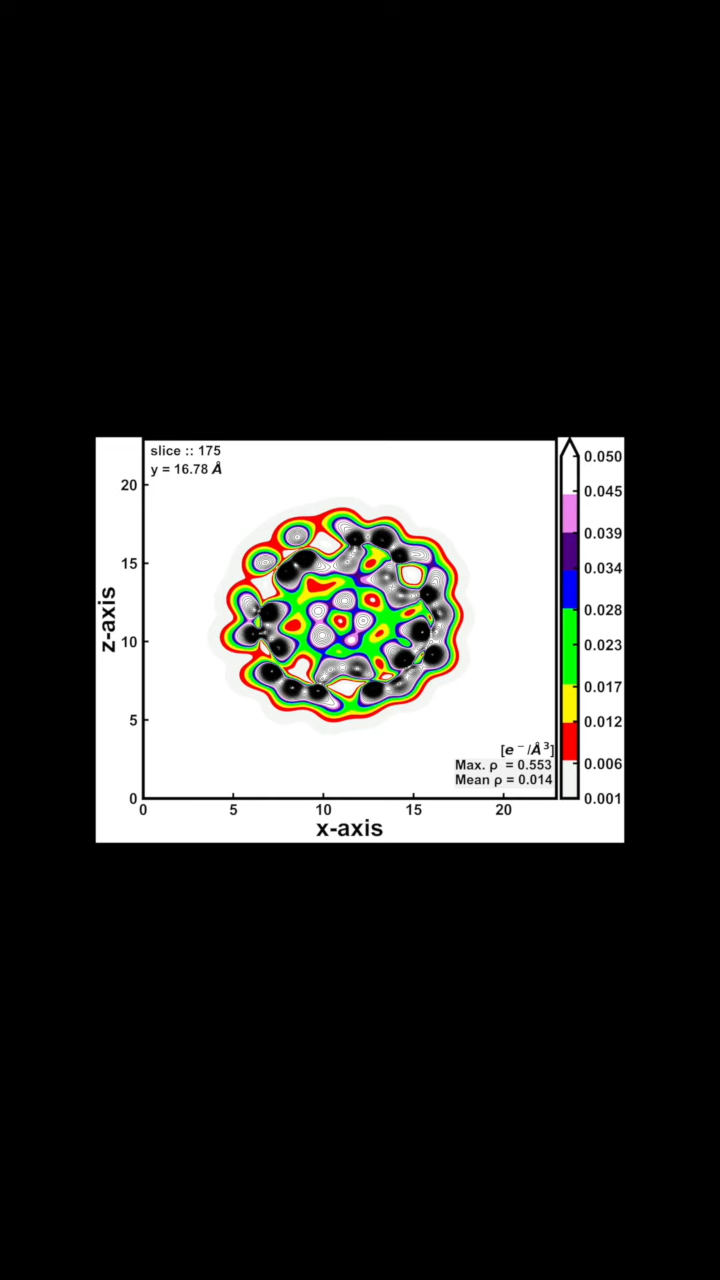 slice :: 175
y = 16.78 Å
0.050
0.045
0.039
0.034
0.028
0.023
0.017
0.012
0.006
0.001
z-axis
20
15
10
5
0
[e⁻/Å³]
Max. ρ = 0.553
Mean ρ = 0.014
0 5 10 15 20
x-axis